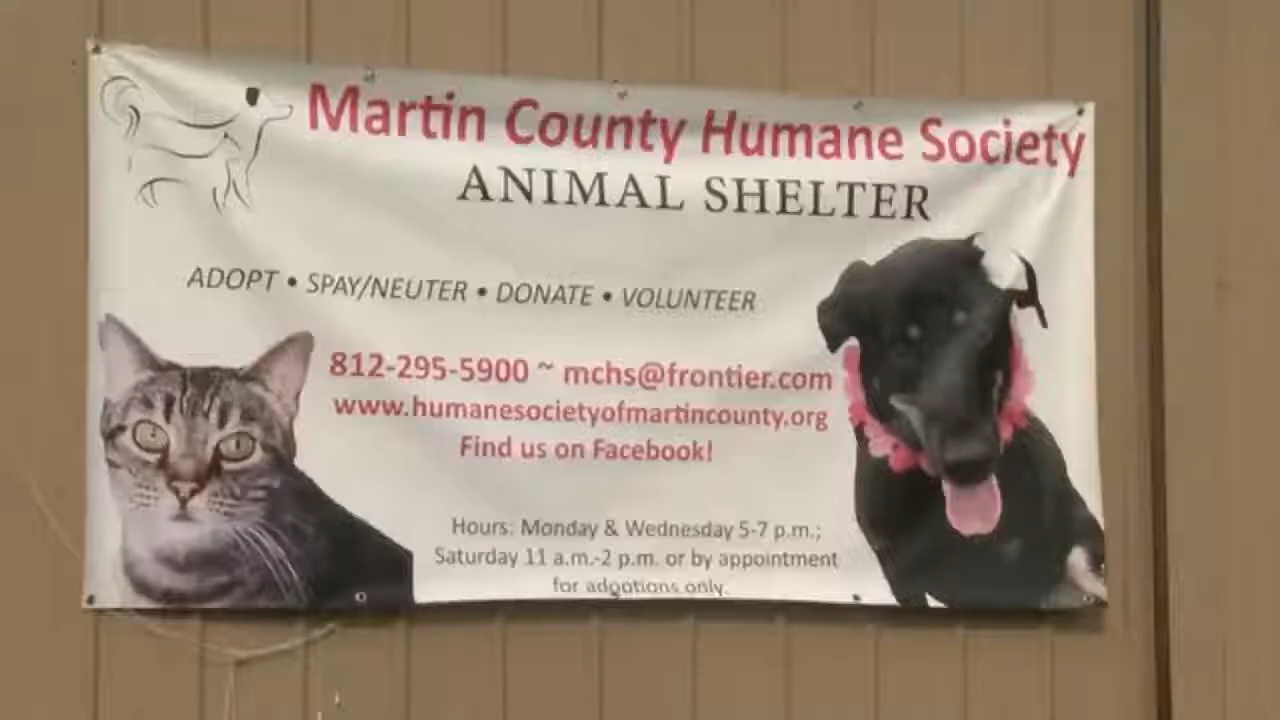 Martin County Humane Society
ANIMAL SHELTER
ADOPT • SPAY/NEUTER • DONATE • VOLUNTEER
812-295-5900 ~ mchs@frontier.com
www.humanesocietyofmartincounty.org
Find us on Facebook!
Hours: Monday & Wednesday 5-7 p.m.;
Saturday 11 a.m.-2 p.m. or by appointment
for adoptions only.